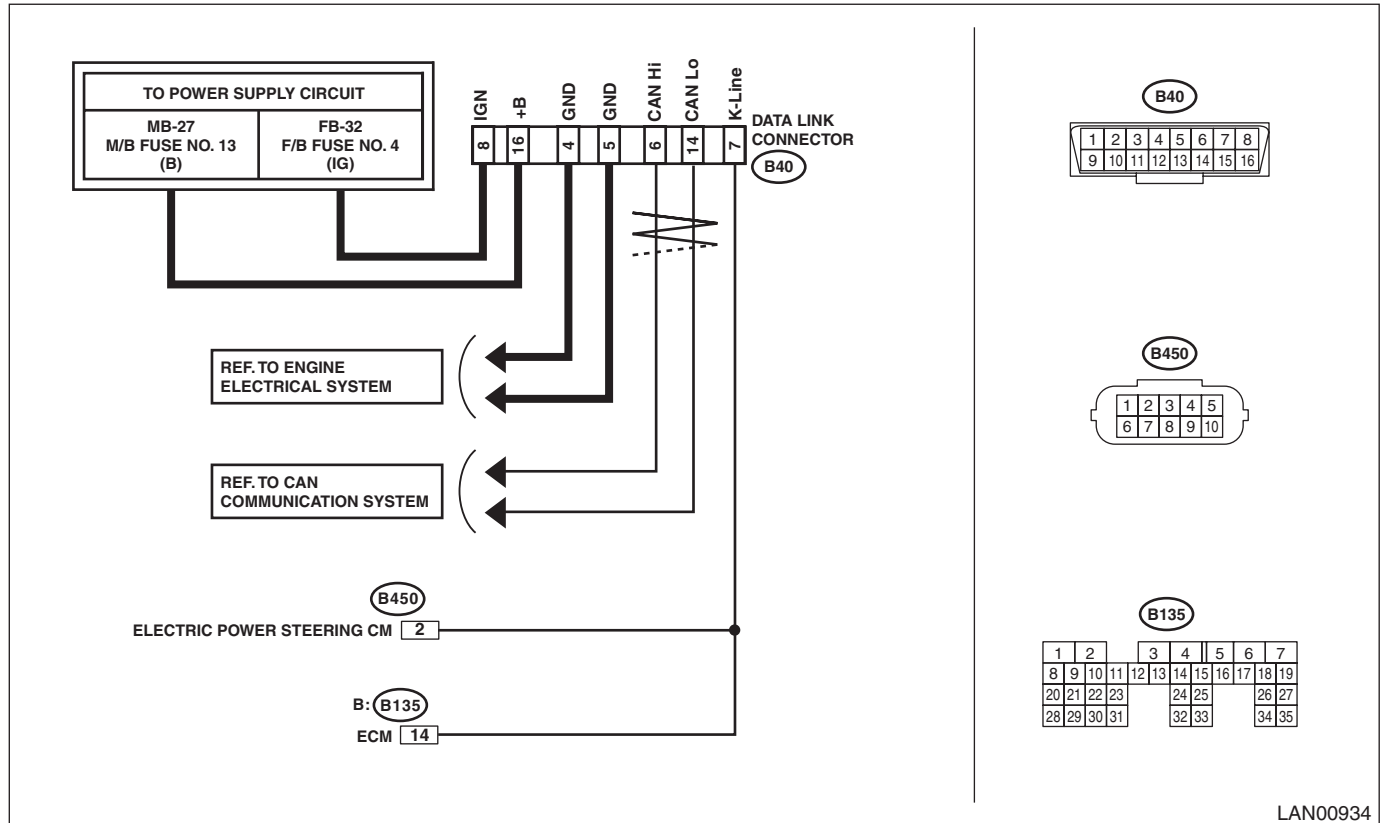 TO POWER SUPPLY CIRCUIT
MB-27
M/B FUSE NO. 13
(B)
FB-32
F/B FUSE NO. 4
(IG)
IGN
+B
GND
GND
CAN Hi
CAN Lo
K-Line
8 16 4 5 6 14 7
DATA LINK
CONNECTOR
B40
REF. TO ENGINE
ELECTRICAL SYSTEM
REF. TO CAN
COMMUNICATION SYSTEM
B450
ELECTRIC POWER STEERING CM 2
B: B135
ECM 14
B40
1 2 3 4 5 6 7 8
9 10 11 12 13 14 15 16
B450
1 2 3 4 5
6 7 8 9 10
B135
1 2 3 4 5 6 7
8 9 10 11 12 13 14 15 16 17 18 19
20 21 22 23 24 25 26 27
28 29 30 31 32 33 34 35
LAN00934